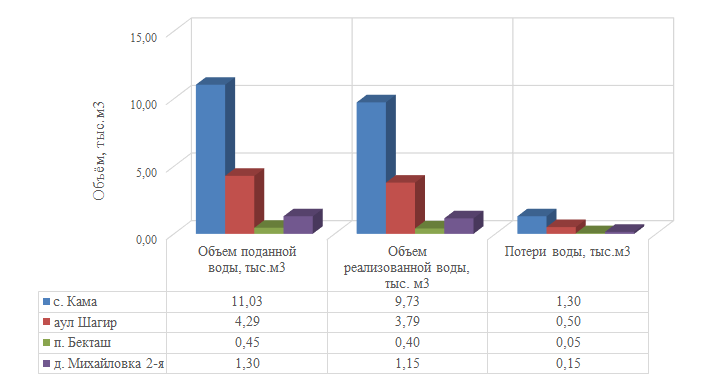 15,00
10,00
5,00
0,00
Объём, тыс.м3
Объем поданной
воды, тыс.м3
Объем
реализованной воды,
тыс. м3
Потери воды, тыс.м3
с. Кама 11,03 9,73 1,30
аул Шагир 4,29 3,79 0,50
п. Бекташ 0,45 0,40 0,05
д. Михайловка 2-я 1,30 1,15 0,15